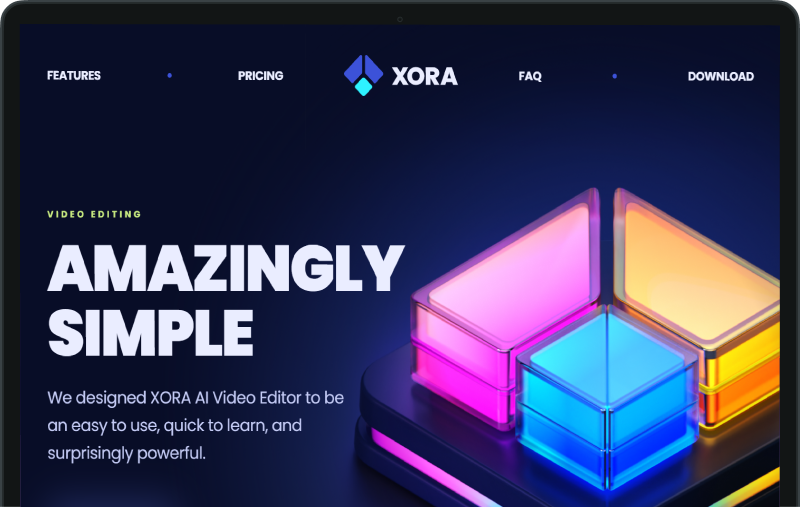 FEATURES
PRICING
XORA
FAQ
DOWNLOAD
VIDEO EDITING
AMAZINGLY
SIMPLE
We designed XORA AI Video Editor to be
an easy to use, quick to learn, and
surprisingly powerful.